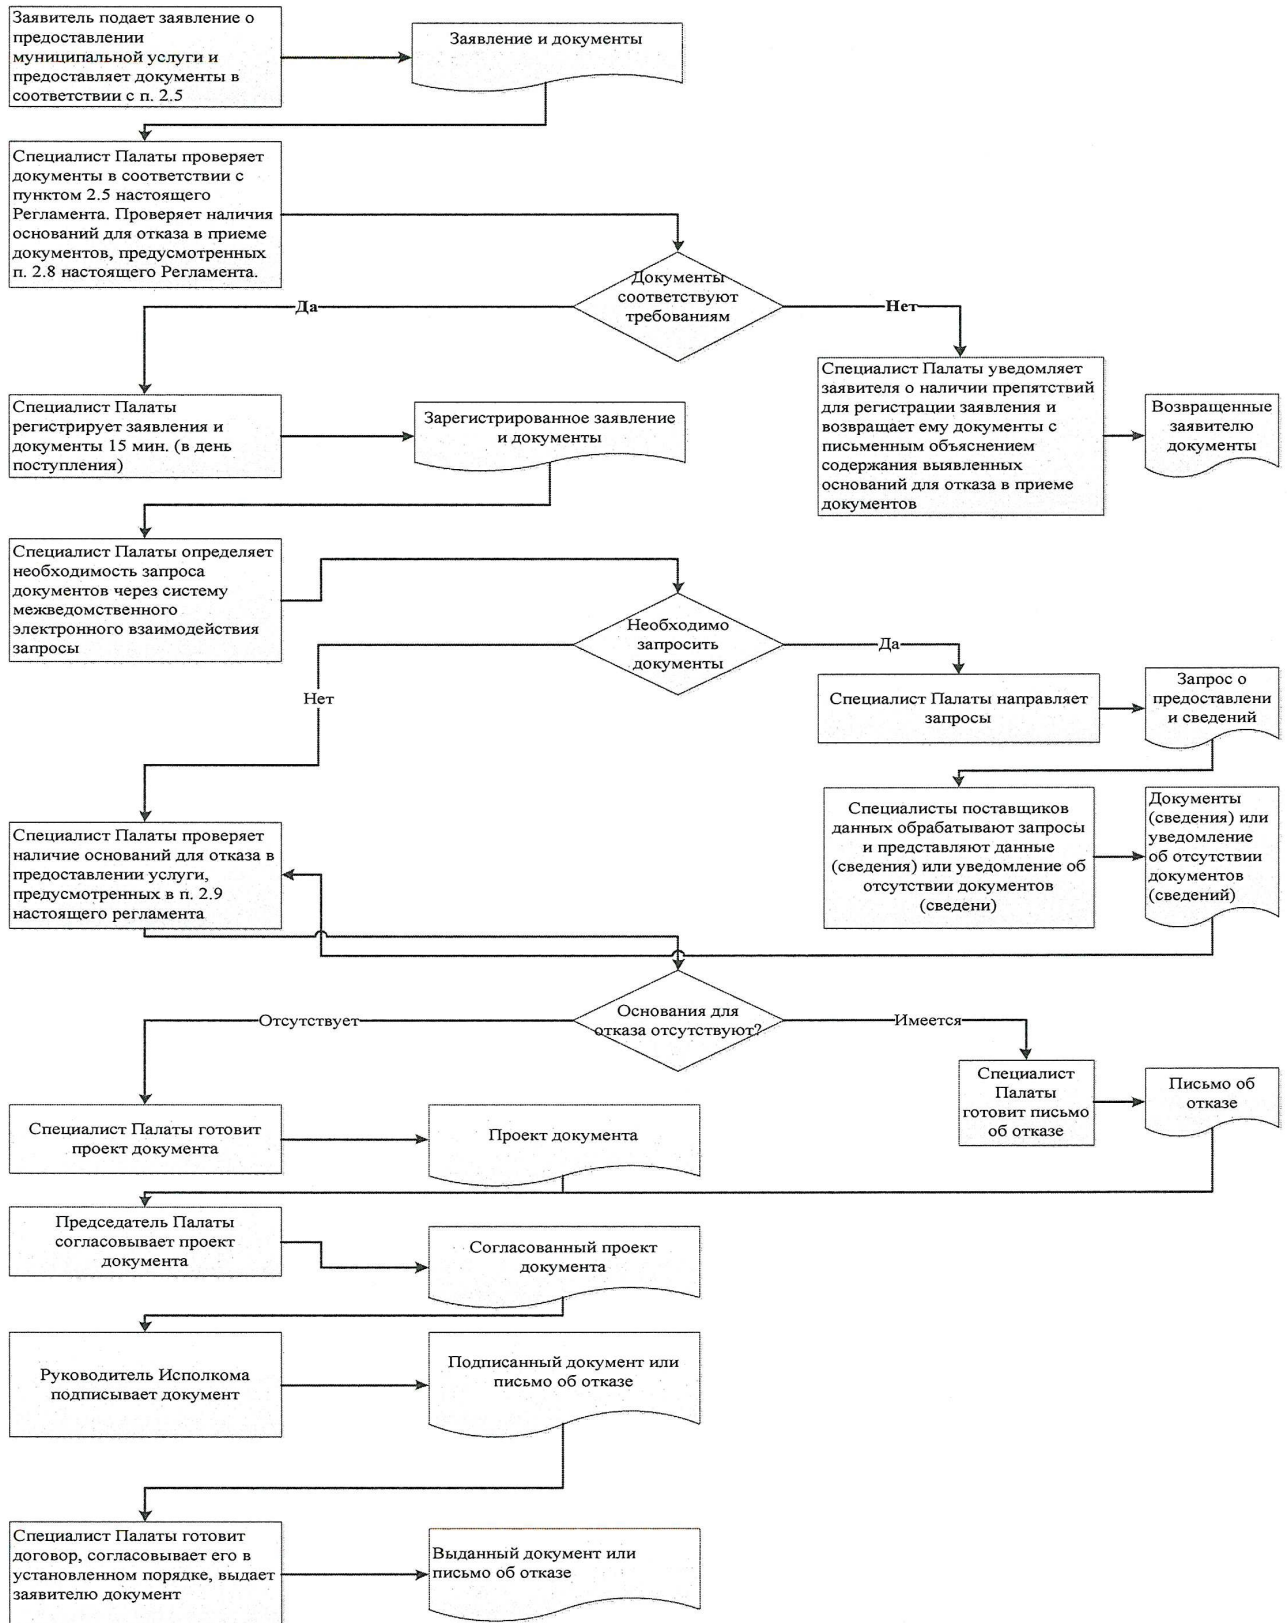 Заявитель подает заявление о
предоставлении
муниципальной услуги и
предоставляет документы в
соответствии с п. 2.5
Заявление и документы
Специалист Палаты проверяет
документы в соответствии с
пунктом 2.5 настоящего
Регламента. Проверяет наличия
оснований для отказа в приеме
документов, предусмотренных
п. 2.8 настоящего Регламента.
Документы
соответствуют
требованиям
Да
Нет
Специалист Палаты
регистрирует заявления и
документы 15 мин. (в день
поступления)
Зарегистрированное заявление
и документы
Специалист Палаты уведомляет
заявителя о наличии препятствий
для регистрации заявления и
возвращает ему документы с
письменным объяснением
содержания выявленных
оснований для отказа в приеме
документов
Возвращенные
заявителю
документы
Специалист Палаты определяет
необходимость запроса
документов через систему
межведомственного
электронного взаимодействия
запросы
Необходимо
запросить
документы
Да
Нет
Специалист Палаты направляет
запросы
Запрос о
предоставлени
и сведений
Специалисты поставщиков
данных обрабатывают запросы
и представляют данные
(сведения) или уведомление об
отсутствии документов
(сведени)
Документы
(сведения) или
уведомление
об отсутствии
документов
(сведений)
Специалист Палаты проверяет
наличие оснований для отказа в
предоставлении услуги,
предусмотренных в п. 2.9
настоящего регламента
Основания для
отказа отсутствуют?
Отсутствует
Имеется
Специалист Палаты готовит
проект документа
Проект документа
Специалист
Палаты
готовит письмо
об отказе
Письмо об
отказе
Председатель Палаты
согласовывает проект
документа
Согласованный проект
документа
Руководитель Исполкома
подписывает документ
Подписанный документ или
письмо об отказе
Специалист Палаты готовит
договор, согласовывает его в
установленном порядке, выдает
заявителю документ
Выданный документ или
письмо об отказе